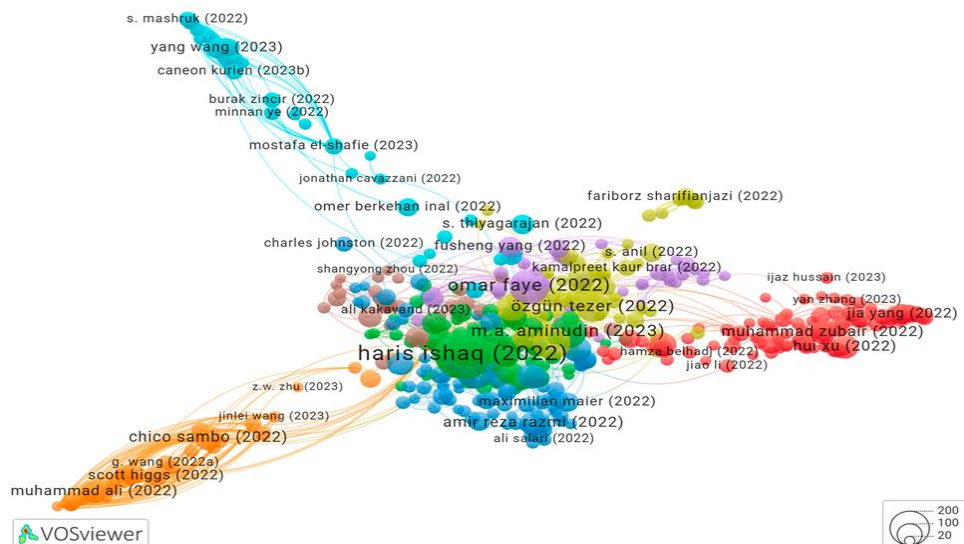 s. mashruk (2022)
yang wang (2023)
caneon kurien (2023b)
burak zincir (2022)
minnan ye (2022)
mostafa el-shafie (2023)
jonathan cavazzani (2022)
fariborz sharifianjazi (2022)
omer berkehan inal (2022)
s. thiyagarajan (2022)
charles johnston (2022)
fusheng yang (2022)
s. anil (2022)
shangyong zhou (2022)
kamalpreet kaur brar (2022)
ijaz hussain (2023)
omar faye (2022)
yan zhang (2023)
ali kakavand (2023)
özgün tezer (2022)
jia yang (2022)
m.a. aminudin (2023)
muhammad zubair (2022)
hui xu (2022)
haris ishaq (2022)
hamza belhadj (2022)
jiao li (2022)
z.w. zhu (2023)
maximilian maier (2022)
jinlei wang (2023)
amir reza razmi (2022)
chico sambo (2022)
ali salari (2022)
g. wang (2022a)
scott higgs (2022)
muhammad ali (2022)
VOSviewer
200
100
20